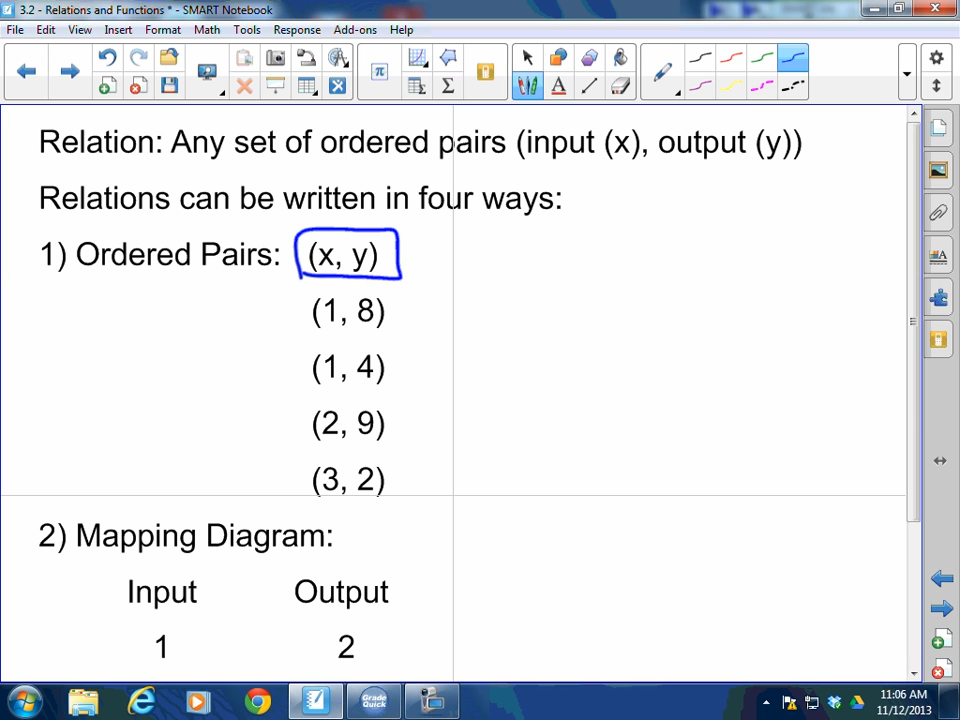 3.2 - Relations and Functions * - SMART Notebook
File Edit View Insert Format Math Tools Response Add-ons Help
π
A
Σ
Relation: Any set of ordered pairs (input (x), output (y))
Relations can be written in four ways:
1) Ordered Pairs: (x, y)
(1, 8)
(1, 4)
(2, 9)
(3, 2)
2) Mapping Diagram:
Input Output
1 2
Grade Quick
11:06 AM
11/12/2013